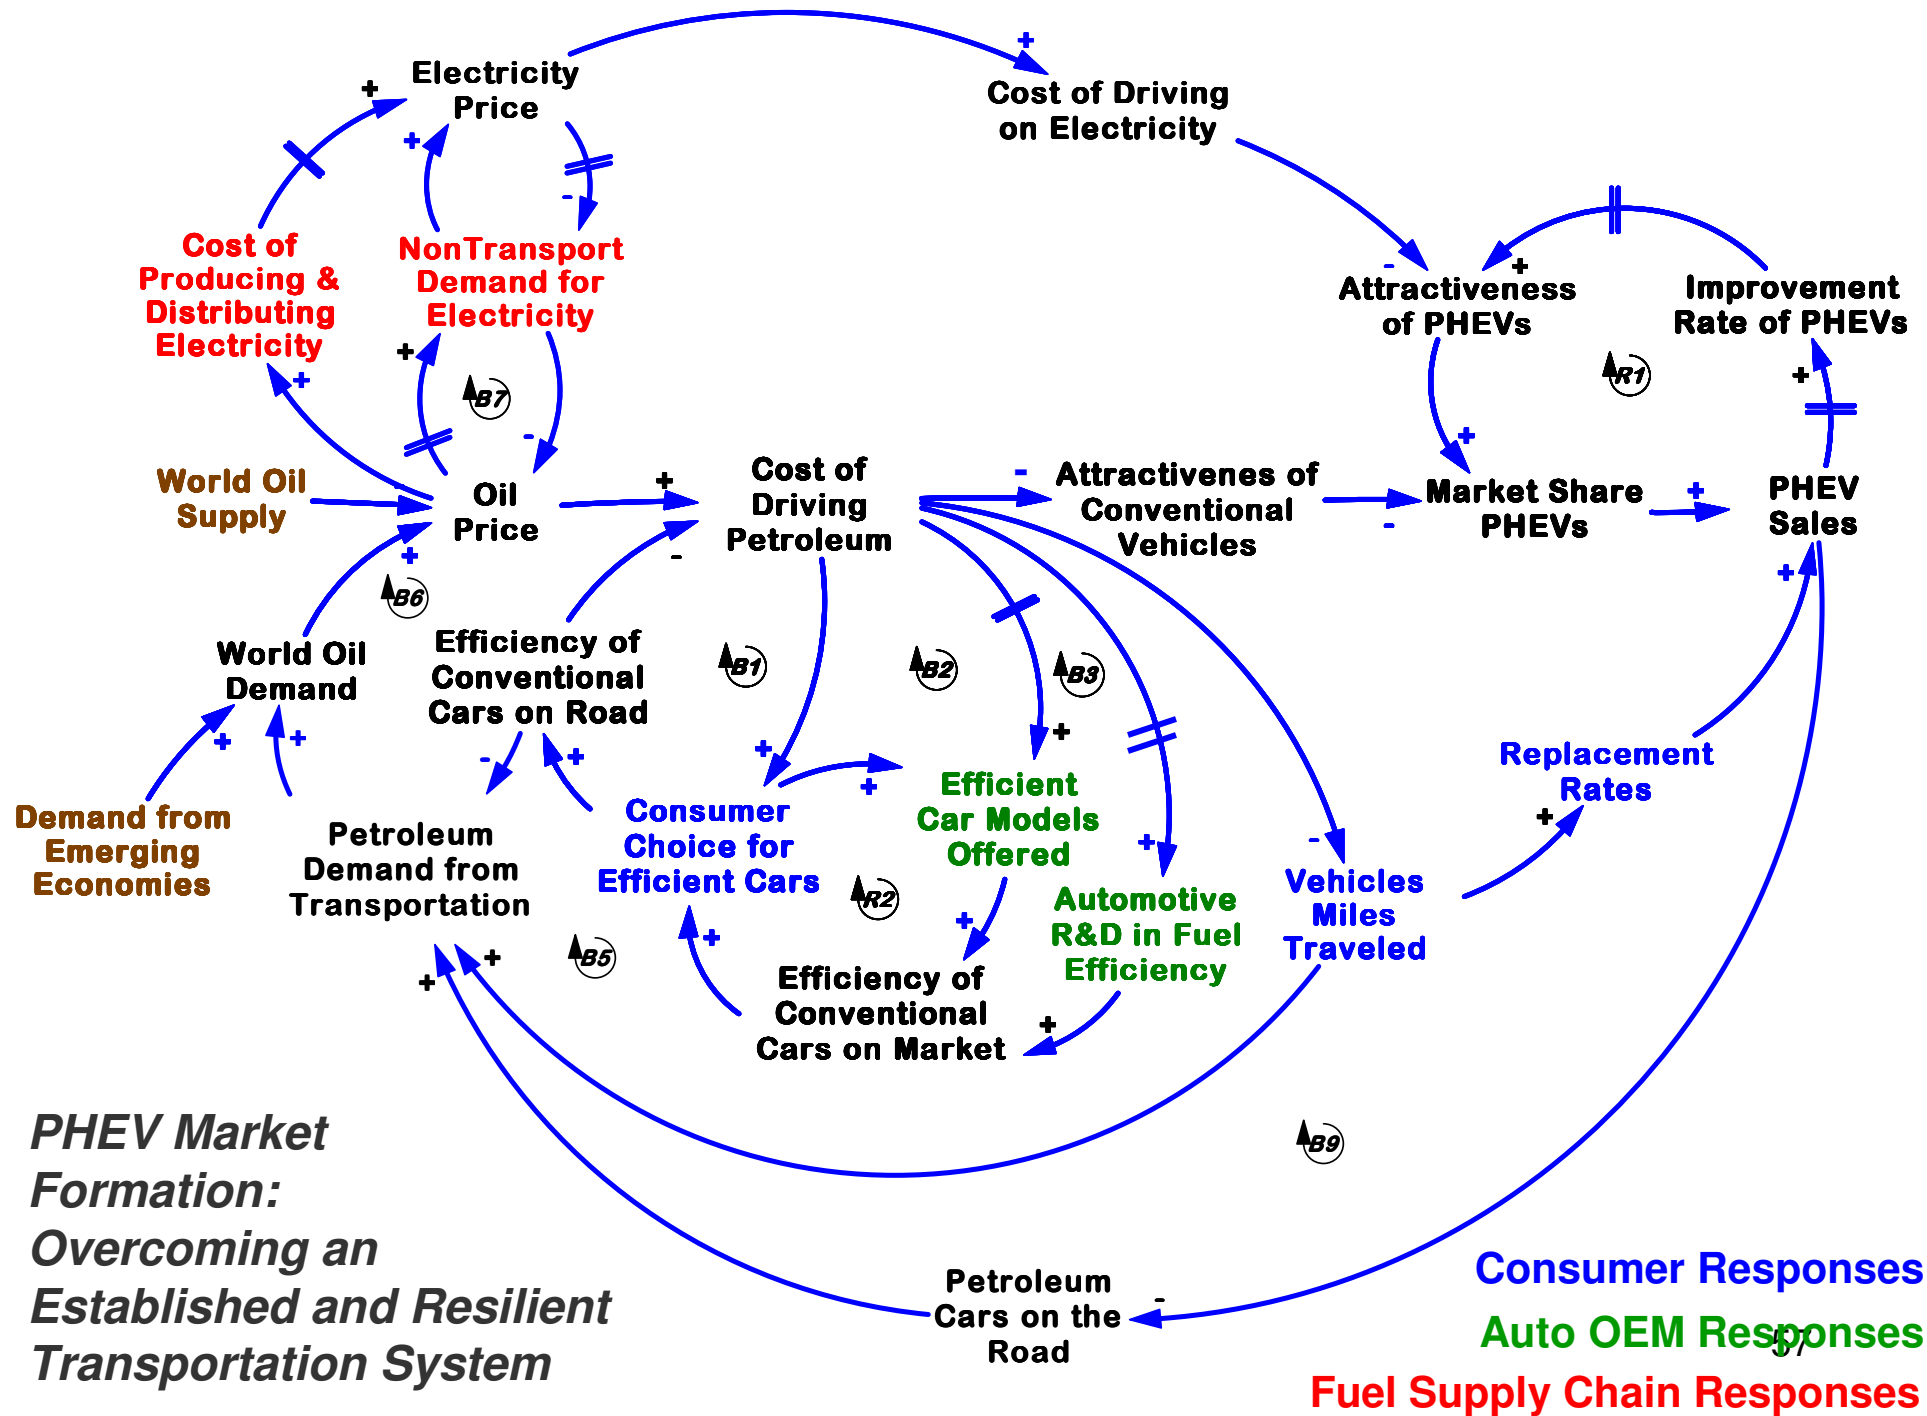 Electricity
Price
Cost of Driving
on Electricity
Cost of
Producing &
Distributing
Electricity
NonTransport
Demand for
Electricity
Attractiveness
of PHEVs
Improvement
Rate of PHEVs
B7
R1
World Oil
Supply
Oil
Price
Cost of
Driving
Petroleum
Attractivenes of
Conventional
Vehicles
Market Share
PHEVs
PHEV
Sales
B6
World Oil
Demand
Efficiency of
Conventional
Cars on Road
B1
B2
B3
Demand from
Emerging
Economies
Petroleum
Demand from
Transportation
Consumer
Choice for
Efficient Cars
Efficient
Car Models
Offered
Replacement
Rates
R2
Automotive
R&D in Fuel
Efficiency
Vehicles
Miles
Traveled
B5
Efficiency of
Conventional
Cars on Market
B9
PHEV Market
Formation:
Overcoming an
Established and Resilient
Transportation System
Petroleum
Cars on the
Road
Consumer Responses
Auto OEM Responses
57
Fuel Supply Chain Responses
+
+
+
-
+
+
-
-
+
+
+
-
+
-
+
-
-
+
+
+
+
+
+
-
+
+
+
+
+
+
-
+
+
+
+
+
+
-